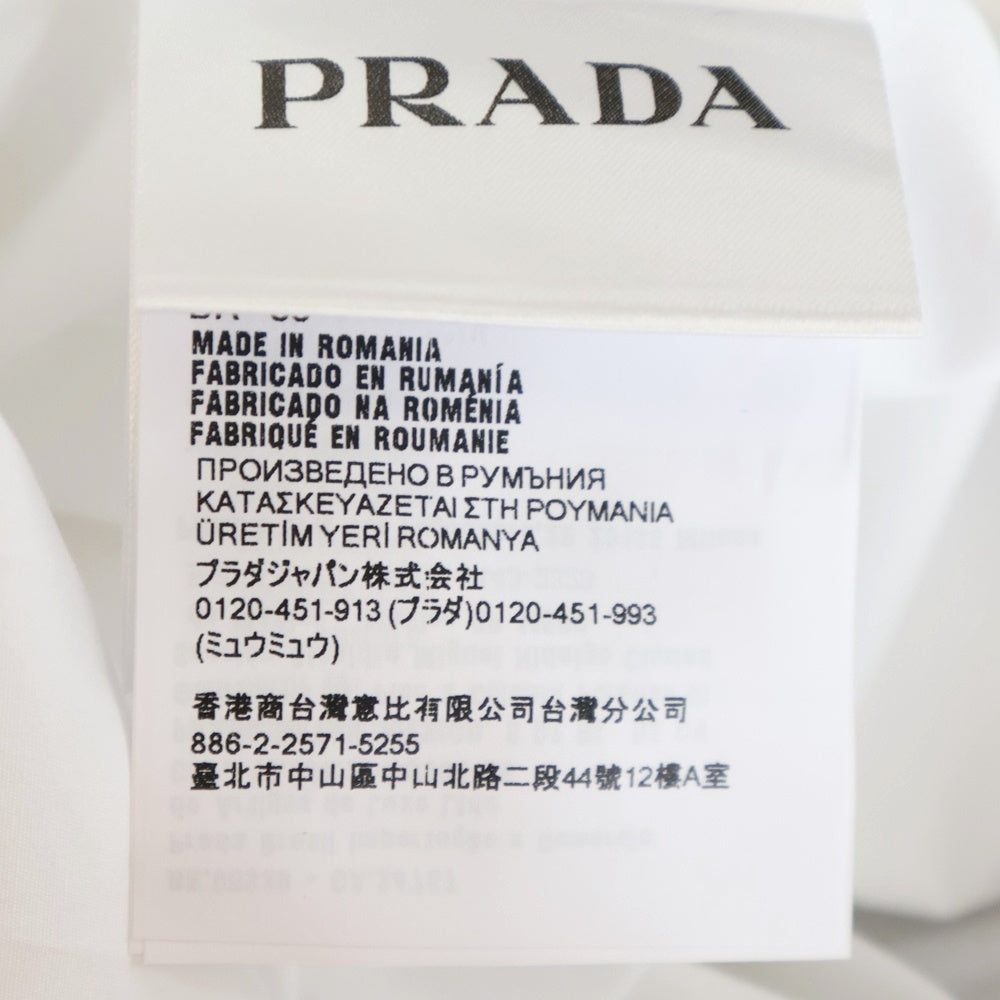 PRADA
MADE IN ROMANIA
FABRICADO EN RUMANÍA
FABRICADO NA ROMÉNIA
FABRIQUÉ EN ROUMANIE
ПРОИЗВЕДЕНО В РУМЪНИЯ
ΚΑΤΑΣΚΕΥΑΖΕΤΑΙ ΣΤΗ ΡΟΥΜΑΝΙΑ
ÜRETİM YERİ ROMANYA
プラダジャパン株式会社
0120-451-913 (プラダ)0120-451-993
(ミュウミュウ)
香港商台灣意比有限公司台灣分公司
886-2-2571-5255
臺北市中山區中山北路二段44號12樓A室